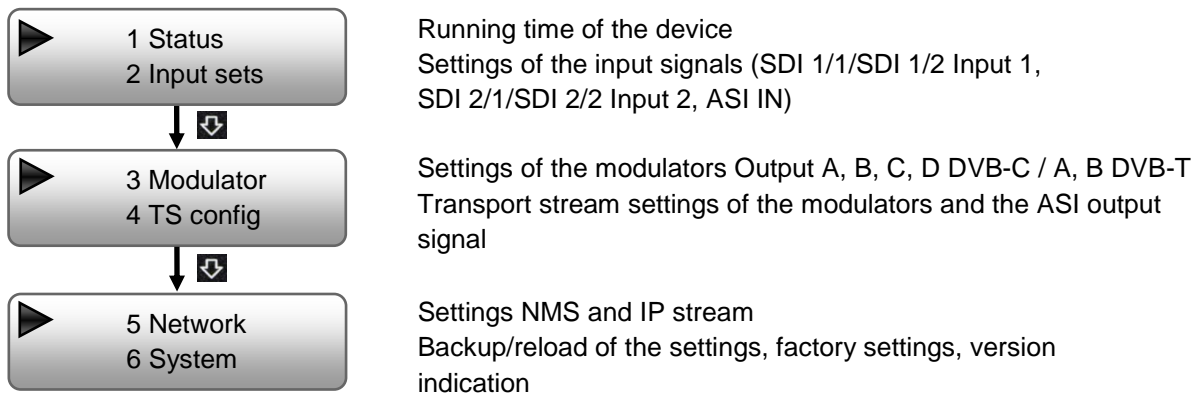 1 Status
2 Input sets
Running time of the device
Settings of the input signals (SDI 1/1/SDI 1/2 Input 1,
SDI 2/1/SDI 2/2 Input 2, ASI IN)
3 Modulator
4 TS config
Settings of the modulators Output A, B, C, D DVB-C / A, B DVB-T
Transport stream settings of the modulators and the ASI output
signal
5 Network
6 System
Settings NMS and IP stream
Backup/reload of the settings, factory settings, version
indication